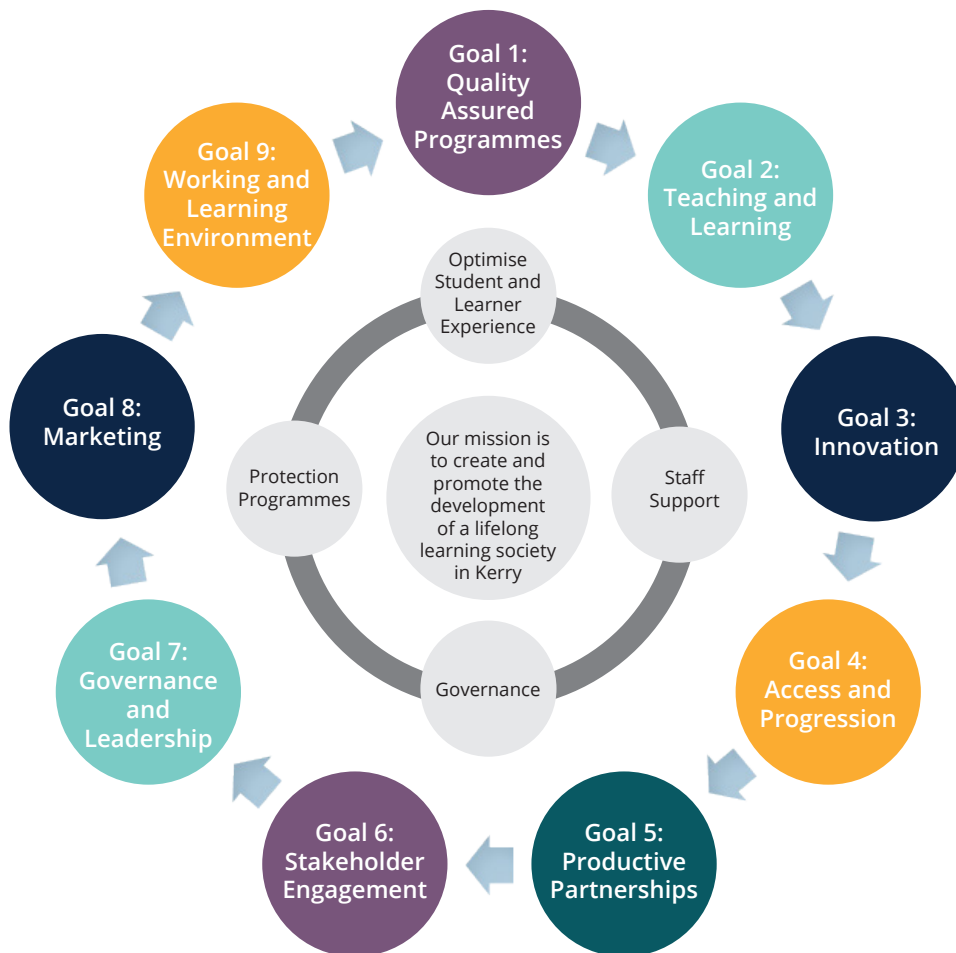 Goal 1:
Quality
Assured
Programmes
Goal 2:
Teaching and
Learning
Goal 3:
Innovation
Goal 4:
Access and
Progression
Goal 5:
Productive
Partnerships
Goal 6:
Stakeholder
Engagement
Goal 7:
Governance
and
Leadership
Goal 8:
Marketing
Goal 9:
Working and
Learning
Environment
Optimise
Student and
Learner
Experience
Staff
Support
Governance
Protection
Programmes
Our mission is
to create and
promote the
development
of a lifelong
learning society
in Kerry